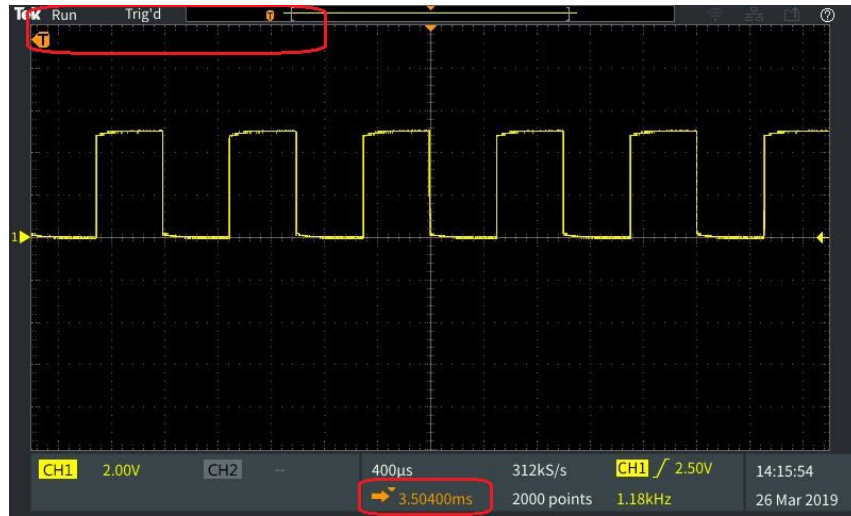 Tek Run Trig'd T
T
1
CH1 2.00V CH2 -- 400µs 312kS/s CH1 2.50V 14:15:54
3.50400ms 2000 points 1.18kHz 26 Mar 2019